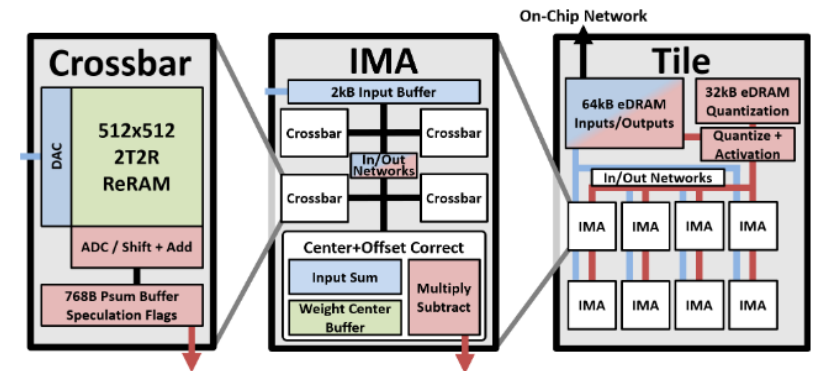 On-Chip Network
Crossbar
DAC
512x512
2T2R
ReRAM
ADC / Shift + Add
768B Psum Buffer
Speculation Flags
IMA
2kB Input Buffer
Crossbar
Crossbar
In/Out
Networks
Crossbar
Crossbar
Center+Offset Correct
Input Sum
Weight Center
Buffer
Multiply
Subtract
Tile
64kB eDRAM
Inputs/Outputs
32kB eDRAM
Quantization
Quantize +
Activation
In/Out Networks
IMA
IMA
IMA
IMA
IMA
IMA
IMA
IMA